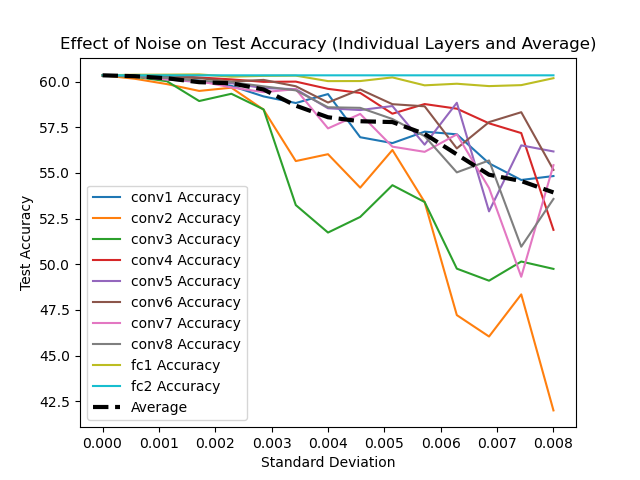 Effect of Noise on Test Accuracy (Individual Layers and Average)
Test Accuracy
60.0
57.5
55.0
52.5
50.0
47.5
45.0
42.5
conv1 Accuracy
conv2 Accuracy
conv3 Accuracy
conv4 Accuracy
conv5 Accuracy
conv6 Accuracy
conv7 Accuracy
conv8 Accuracy
fc1 Accuracy
fc2 Accuracy
Average
0.000 0.001 0.002 0.003 0.004 0.005 0.006 0.007 0.008
Standard Deviation